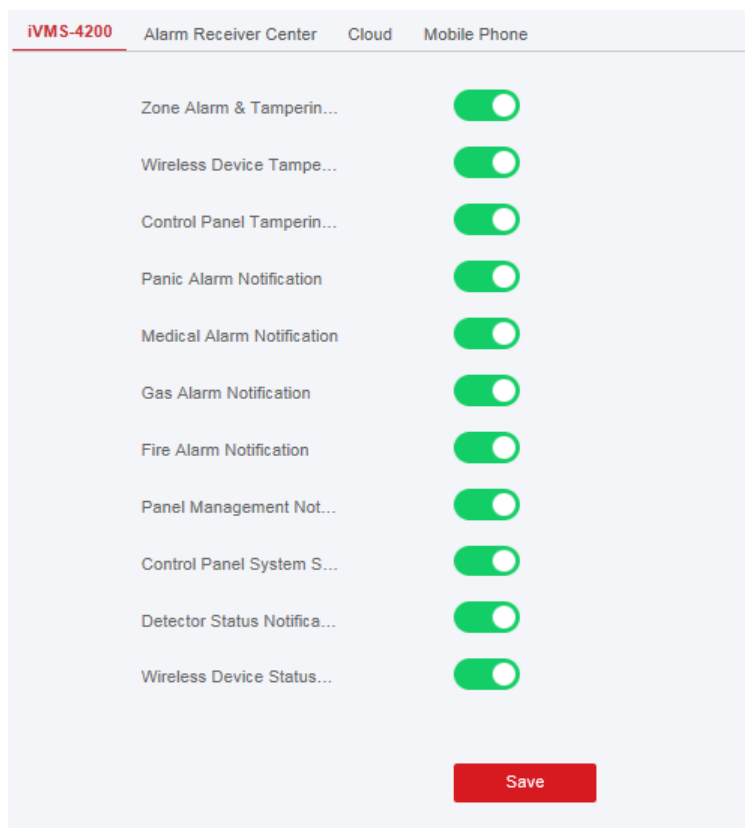 iVMS-4200 Alarm Receiver Center Cloud Mobile Phone
Zone Alarm & Tamperin...
Wireless Device Tampe...
Control Panel Tamperin...
Panic Alarm Notification
Medical Alarm Notification
Gas Alarm Notification
Fire Alarm Notification
Panel Management Not...
Control Panel System S...
Detector Status Notifica...
Wireless Device Status...
Save